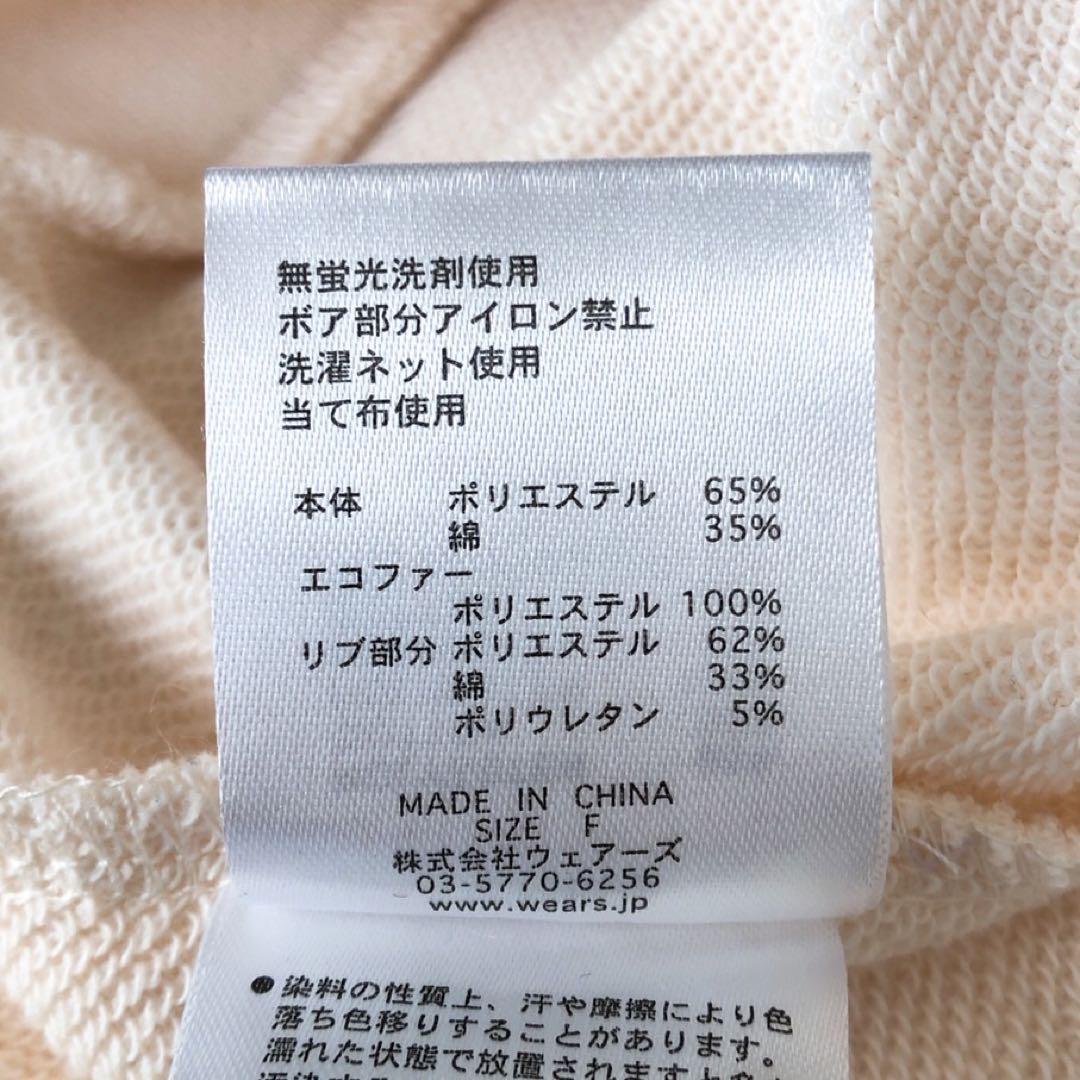 無蛍光洗剤使用
ボア部分アイロン禁止
洗濯ネット使用
当て布使用
本体 ポリエステル 65%
綿 35%
エコファー
ポリエステル 100%
リブ部分 ポリエステル 62%
綿 33%
ポリウレタン 5%
MADE IN CHINA
SIZE F
株式会社ウェアーズ
03-5770-6256
www.wears.jp
●染料の性質上、汗や摩擦により色
落ち色移りすることがあります。
濡れた状態で放置されますと色